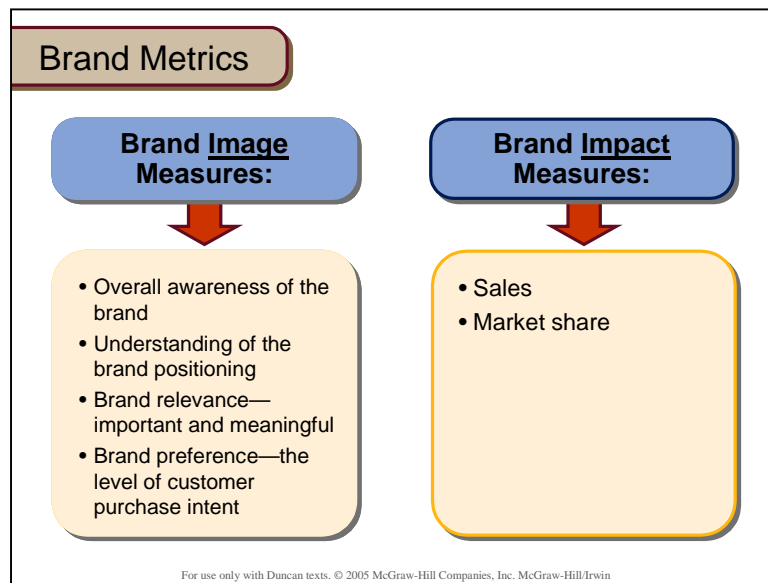 Brand Metrics
Brand Image
Measures:
• Overall awareness of the
brand
• Understanding of the
brand positioning
• Brand relevance—
important and meaningful
• Brand preference—the
level of customer
purchase intent
Brand Impact
Measures:
• Sales
• Market share
For use only with Duncan texts. © 2005 McGraw-Hill Companies, Inc. McGraw-Hill/Irwin